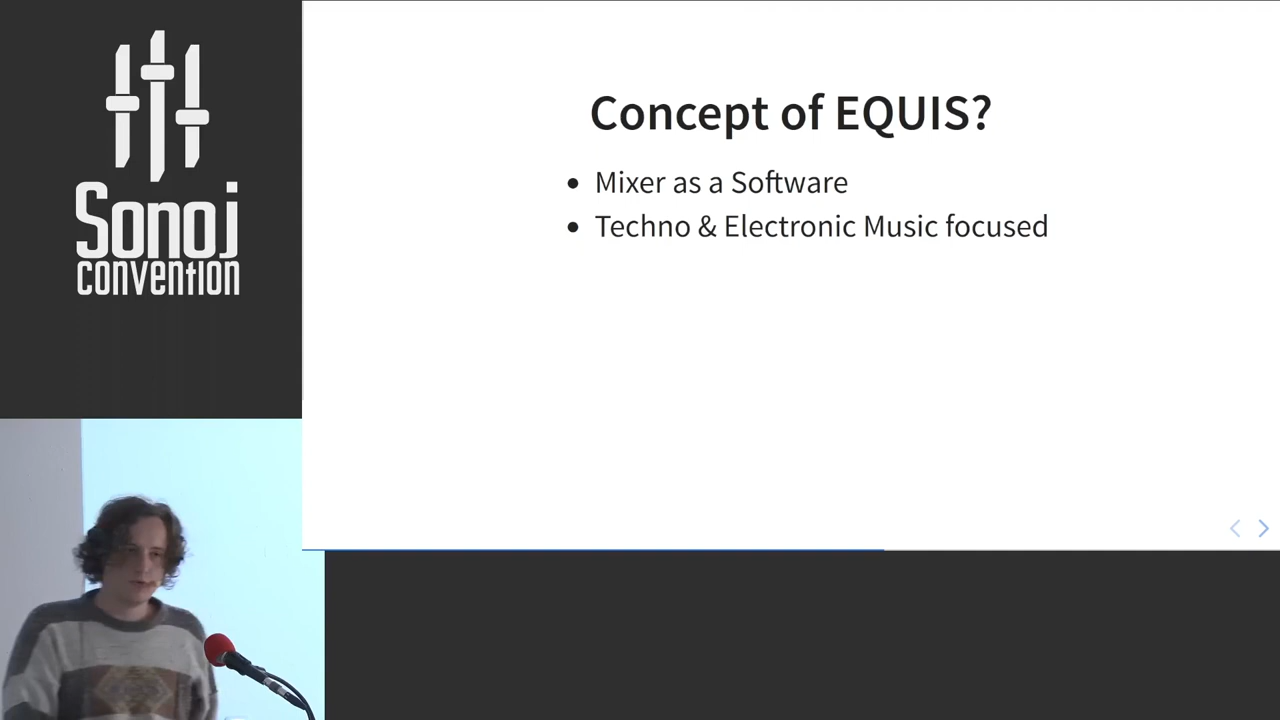 Sonoj
convention
Concept of EQUIS?
• Mixer as a Software
• Techno & Electronic Music focused